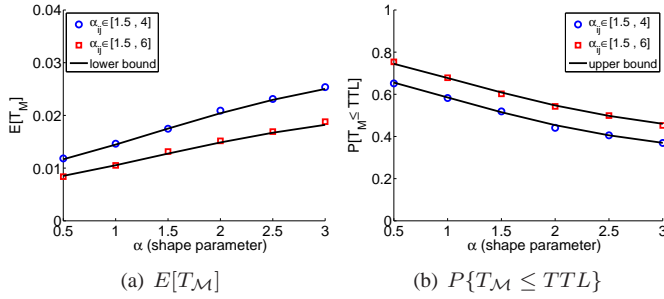 0.04
0.03
0.02
0.01
0
E[T_M]
α_ij∈[1.5 , 4]
α_ij∈[1.5 , 6]
lower bound
0.5 1 1.5 2 2.5 3
α (shape parameter)
(a) E[T_M]
1
0.8
0.6
0.4
0.2
0
P[T_M ≤ TTL]
α_ij∈[1.5 , 4]
α_ij∈[1.5 , 6]
upper bound
0.5 1 1.5 2 2.5 3
α (shape parameter)
(b) P{T_M ≤ TTL}